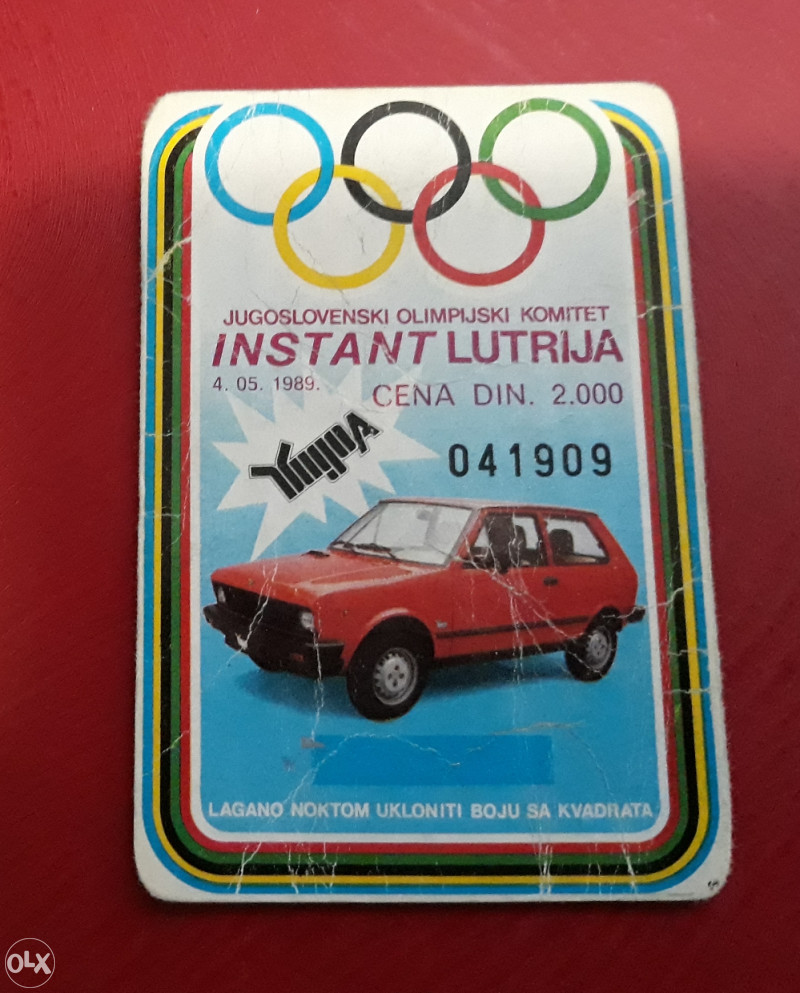 JUGOSLOVENSKI OLIMPIJSKI KOMITET
INSTANT LUTRIJA
4. 05. 1989.
CENA DIN. 2.000
041909
LAGANO NOKTOM UKLONITI BOJU SA KVADRATA
OLX